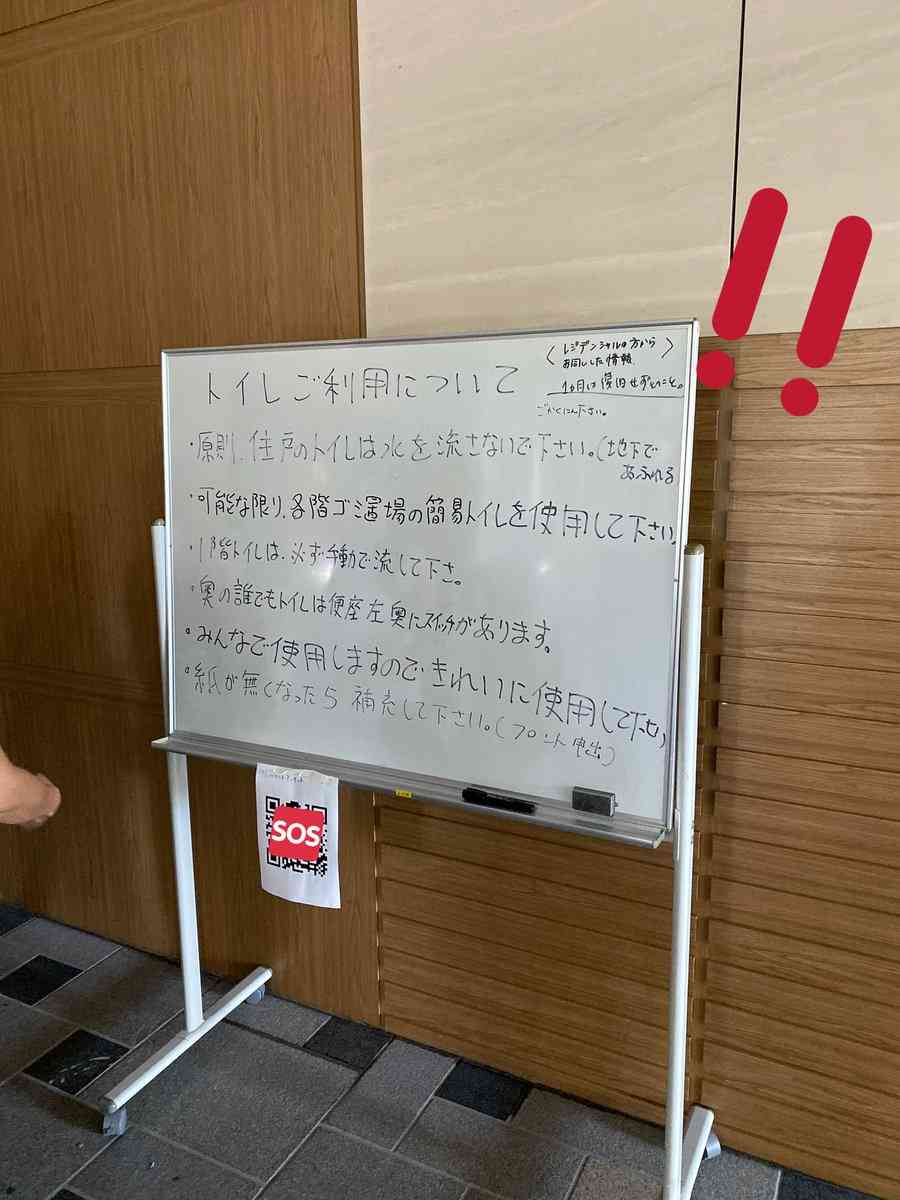 トイレご利用について
〈レジデンシャルの方から
お伺いした情報〉
1ヶ月は復旧せずとのこと。
ごかくにん下さい。
・原則、住戸のトイレは水を流さないで下さい。(地下で
あふれる
・可能な限り、各階ゴミ置場の簡易トイレを使用して下さい。
・1階トイレは、必ず手動で流して下さ。
・奥の誰でもトイレは便座左奥にスイッチがあります。
・みんなで使用しますのできれいに使用して下さい
・紙が無くなったら補充して下さい。(フロント申出)
SOS